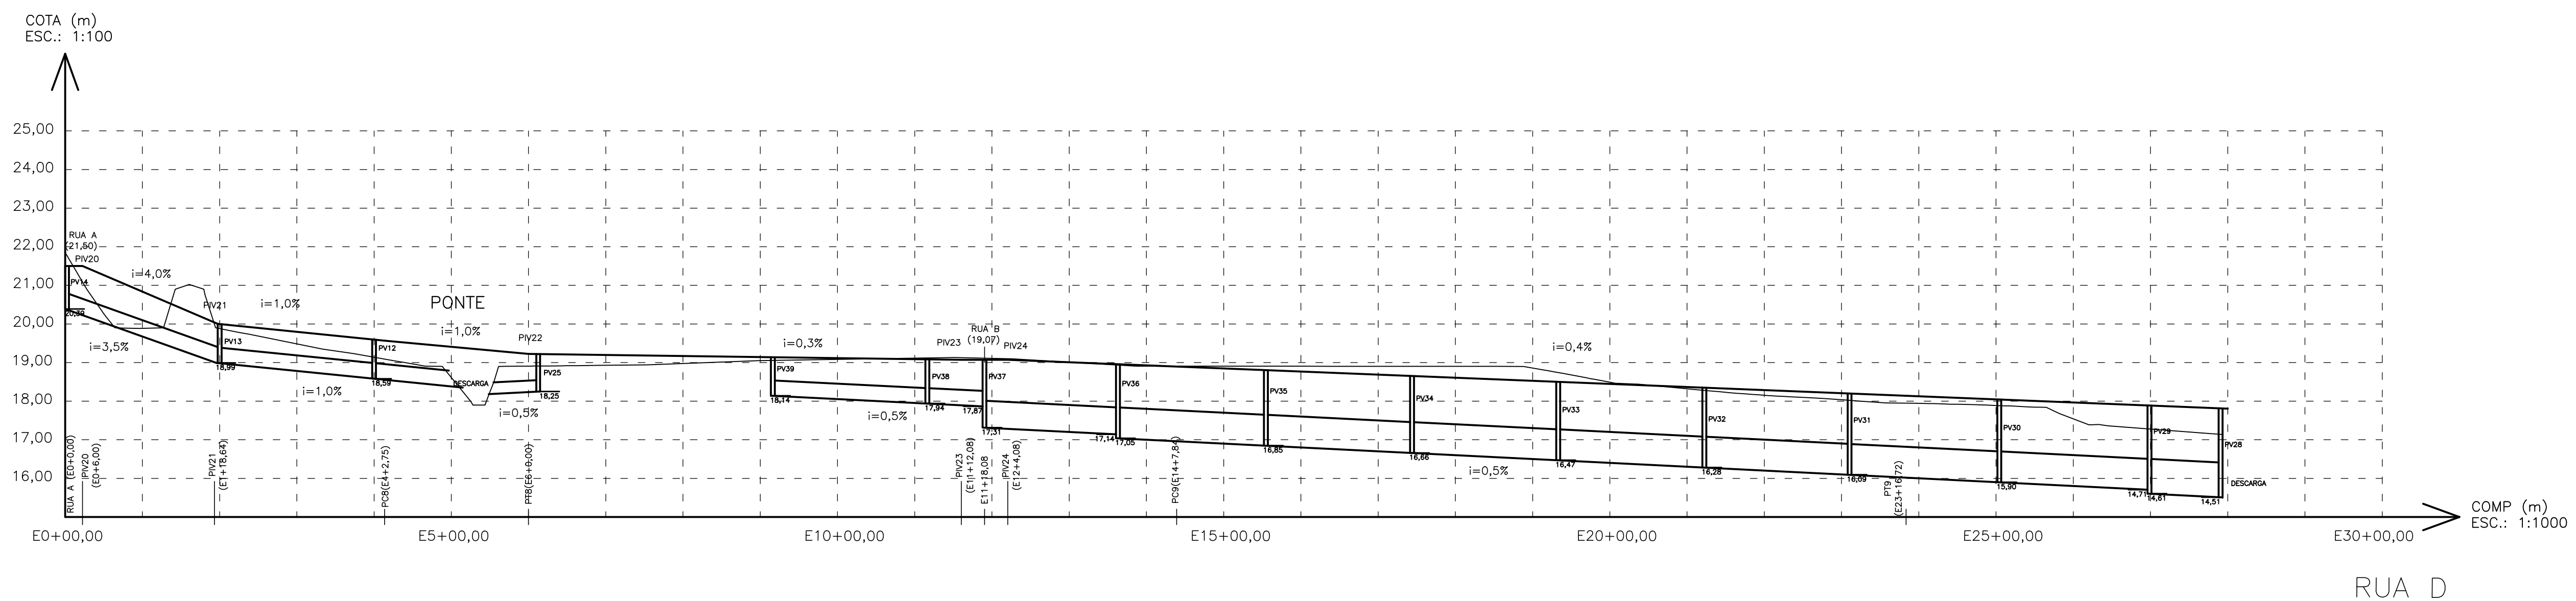 COTA (m)
ESC.: 1:100
25,00
24,00
23,00
22,00
21,00
20,00
19,00
18,00
17,00
16,00
RUA A
(21,50)
PIV20
PV14
20,39
i=4,0%
i=3,5%
PIV21
PV13
18,99
i=1,0%
i=1,0%
PV12
18,59
PONTE
i=1,0%
DESCARGA
PIV22
PV25
18,25
i=0,5%
i=0,3%
PV39
18,14
i=0,5%
PIV23
PV38
17,94
RUA B
(19,07)
PIV24
PV37
17,87
17,31
PV36
17,14
17,05
PV35
16,85
PV34
16,66
i=0,5%
i=0,4%
PV33
16,47
PV32
16,28
PV31
16,09
PV30
15,90
PV29
14,71
14,61
PV28
14,51
DESCARGA
RUA A (E0+0,00)
PIV20
(E0+6,00)
PIV21
(E1+18,64)
PC8(E4+2,75)
PT8(E6+0,00)
PIV23
(E11+12,08)
E11+18,08
PIV24
(E12+4,08)
PC9(E14+7,84)
PT9
(E23+16,72)
E0+00,00
E5+00,00
E10+00,00
E15+00,00
E20+00,00
E25+00,00
E30+00,00
COMP (m)
ESC.: 1:1000
RUA D